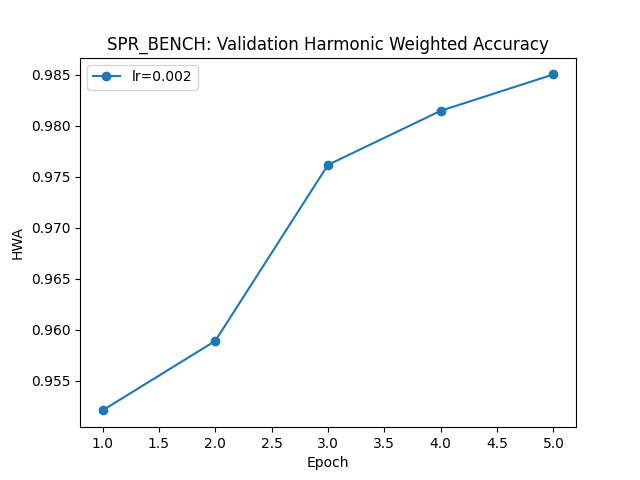 SPR_BENCH: Validation Harmonic Weighted Accuracy
lr=0.002
0.985
0.980
0.975
0.970
0.965
0.960
0.955
HWA
1.0 1.5 2.0 2.5 3.0 3.5 4.0 4.5 5.0
Epoch